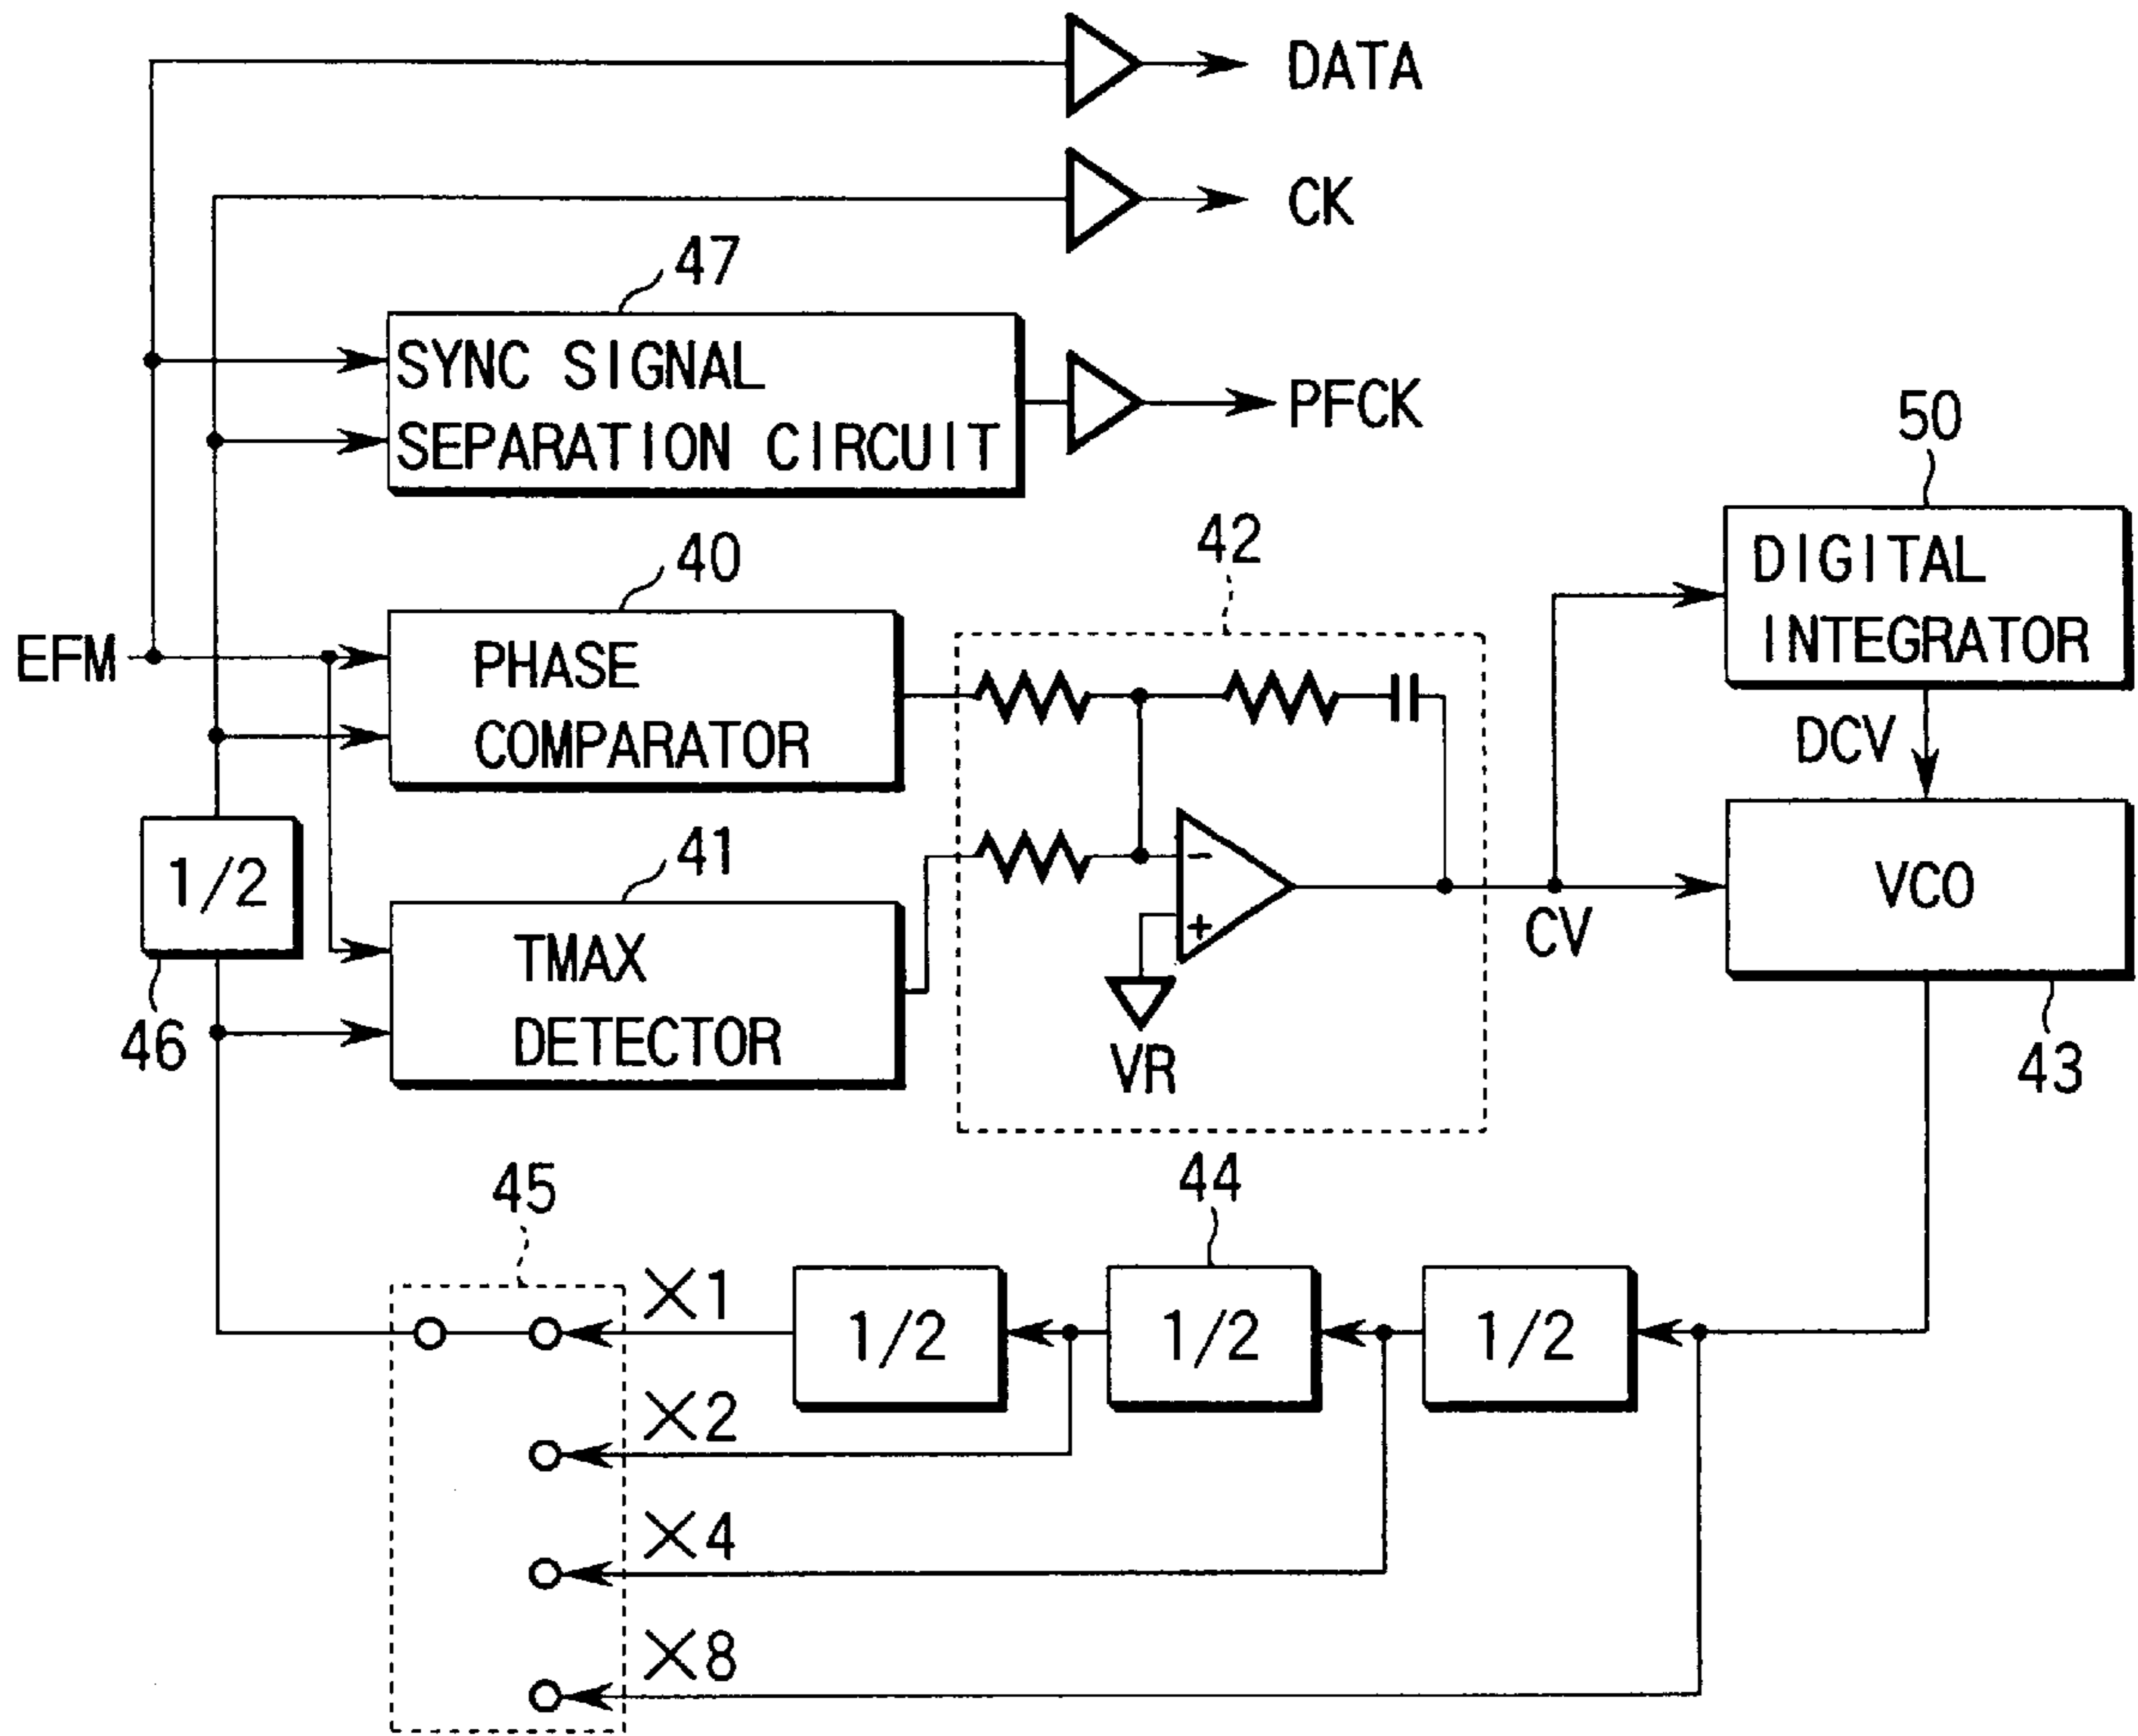 DATA
CK
47
SYNC SIGNAL
SEPARATION CIRCUIT
PFCK
50
DIGITAL
INTEGRATOR
40
42
EFM
PHASE
COMPARATOR
DCV
41
1/2
46
TMAX
DETECTOR
−
+
VR
CV
VCO
43
45
44
×1
1/2
1/2
1/2
×2
×4
×8